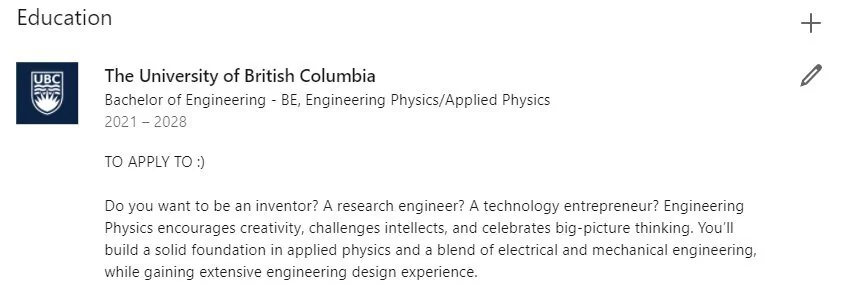 Education
UBC
The University of British Columbia
Bachelor of Engineering - BE, Engineering Physics/Applied Physics
2021 – 2028
TO APPLY TO :)
Do you want to be an inventor? A research engineer? A technology entrepreneur? Engineering
Physics encourages creativity, challenges intellects, and celebrates big-picture thinking. You’ll
build a solid foundation in applied physics and a blend of electrical and mechanical engineering,
while gaining extensive engineering design experience.